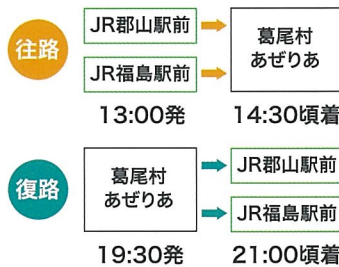 往路
JR郡山駅前
JR福島駅前
葛尾村
あぜりあ
13:00発
14:30頃着
復路
葛尾村
あぜりあ
JR郡山駅前
JR福島駅前
19:30発
21:00頃着